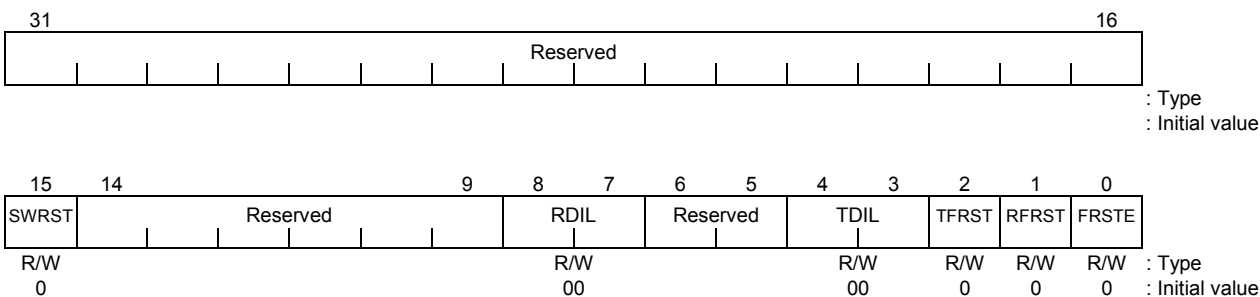 31 16
Reserved
: Type
: Initial value
15 14 9 8 7 6 5 4 3 2 1 0
SWRST Reserved RDIL Reserved TDIL TFRST RFRST FRSTE
R/W R/W R/W R/W R/W R/W : Type
0 00 00 0 0 0 : Initial value